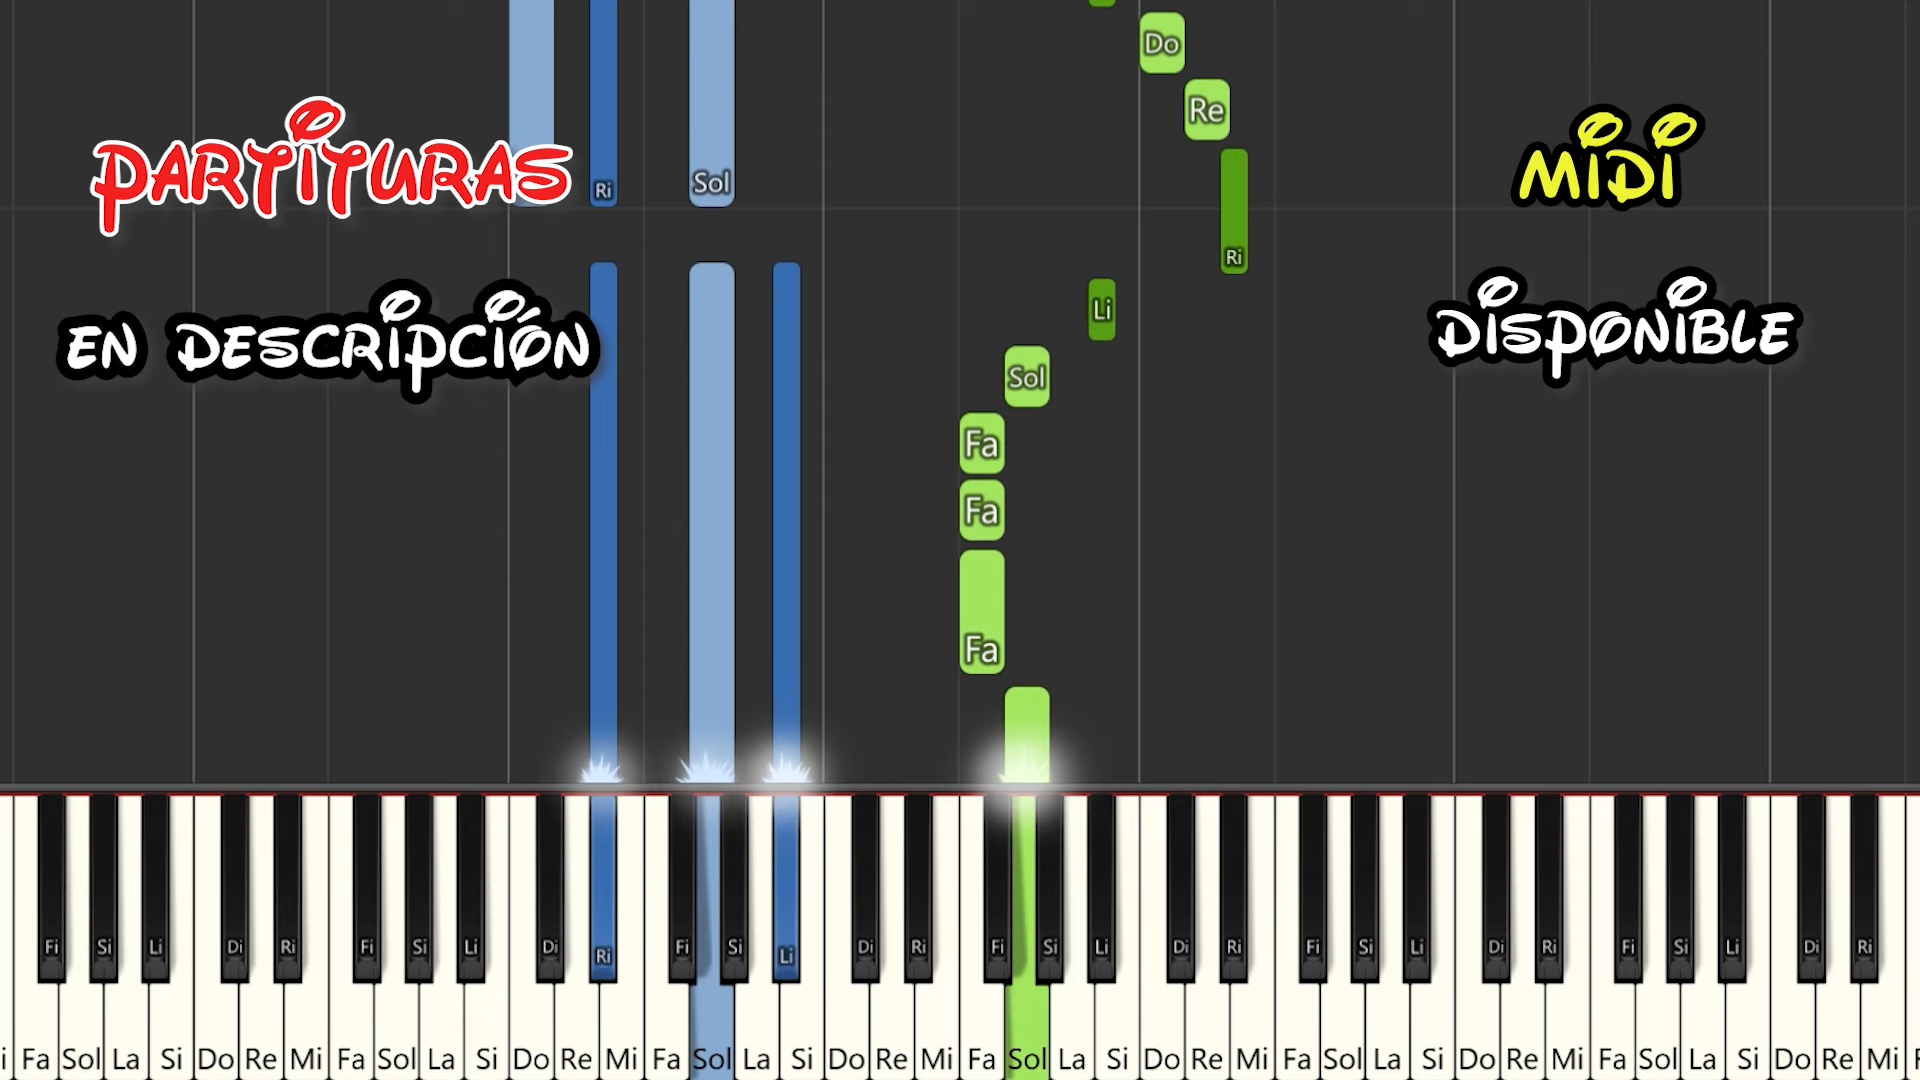 Do
Re
PARTITURAS
Ri
Sol
MIDI
Ri
EN DESCRIPCIÓN
Li
DISPONIBLE
Sol
Fa
Fa
Fa
Fi Si Li Di Ri Fi Si Li Di Ri Fi Si Li Di Ri Fi Si Li Di Ri Fi Si Li Di Ri Fi Si Li Di Ri
i Fa Sol La Si Do Re Mi Fa Sol La Si Do Re Mi Fa Sol La Si Do Re Mi Fa Sol La Si Do Re Mi Fa Sol La Si Do Re Mi Fa Sol La Si Do Re Mi F